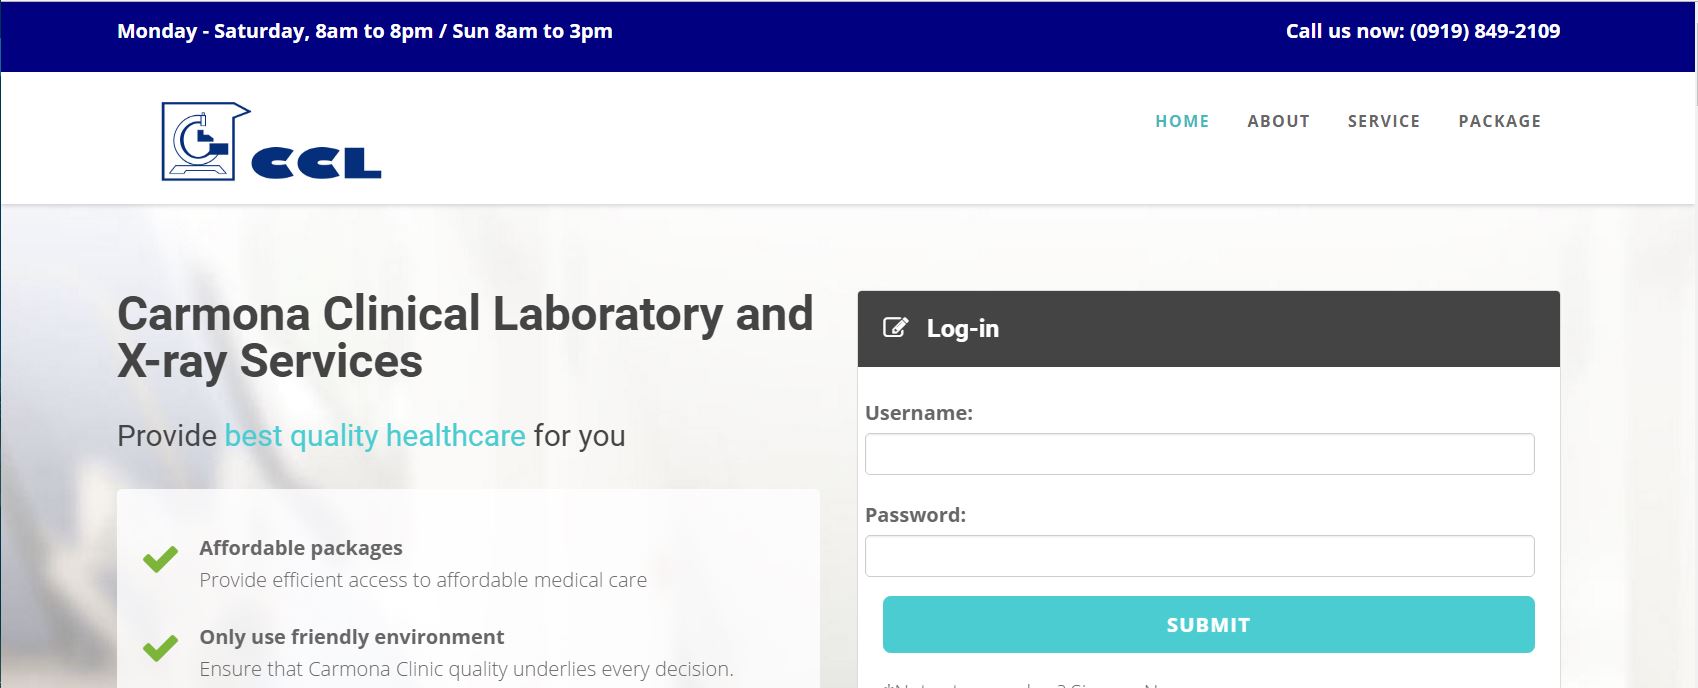 Monday - Saturday, 8am to 8pm / Sun 8am to 3pm
Call us now: (0919) 849-2109
CCL
HOME
ABOUT
SERVICE
PACKAGE
Carmona Clinical Laboratory and
X-ray Services
Provide best quality healthcare for you
Affordable packages
Provide efficient access to affordable medical care
Only use friendly environment
Ensure that Carmona Clinic quality underlies every decision.
Log-in
Username:
Password:
SUBMIT